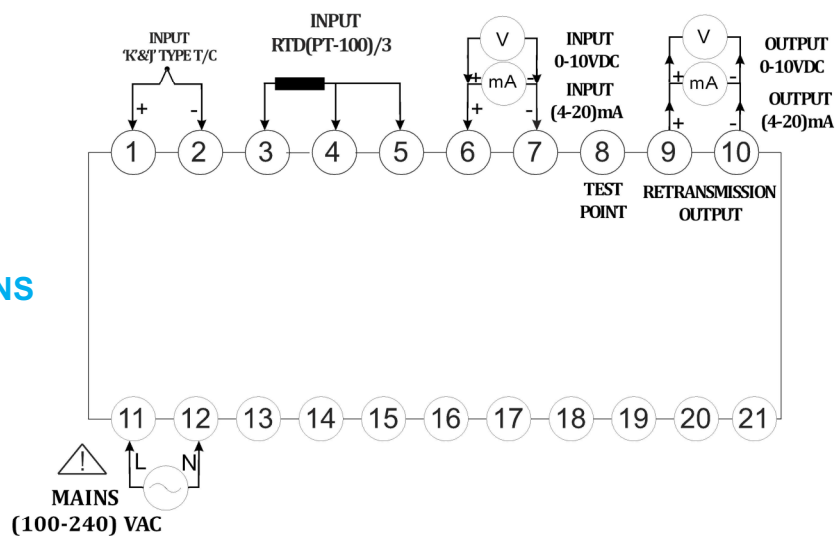 INPUT
'K'&'J' TYPE T/C
INPUT
RTD(PT-100)/3
V
mA
+ -
+ -
INPUT
0-10VDC
INPUT
(4-20)mA
V
mA
+ -
+ -
OUTPUT
0-10VDC
OUTPUT
(4-20)mA
+ -
1 2 3 4 5 6 7 8 9 10
TEST
POINT
RETRANSMISSION
OUTPUT
NS
11 12 13 14 15 16 17 18 19 20 21
! L N
MAINS
(100-240) VAC